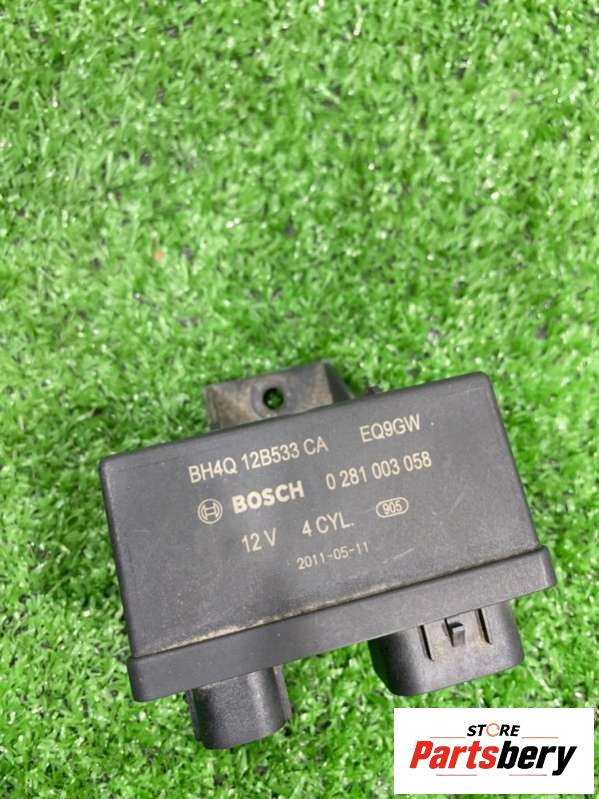 BH4Q 12B533 CA EQ9GW
BOSCH 0 281 003 058
12 V 4 CYL. 905
2011-05-11
STORE
Partsbery